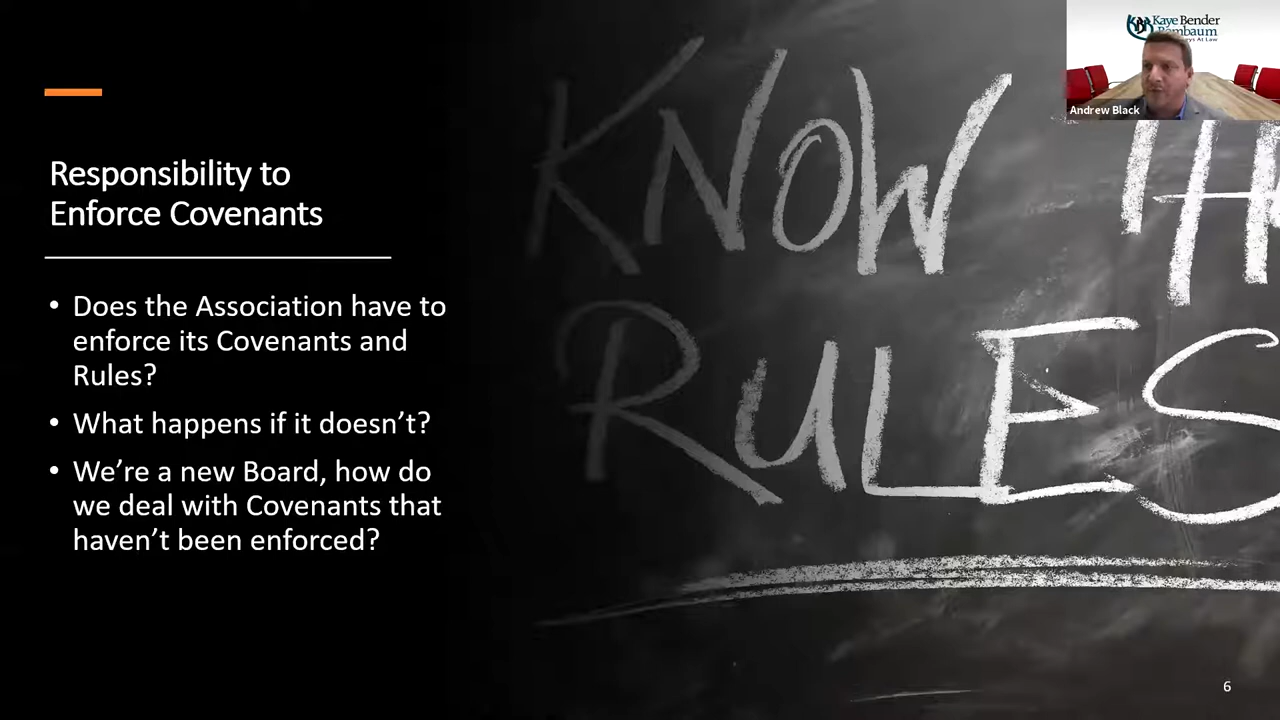 Kaye Bender
Rembaum
Andrew Black
Responsibility to
Enforce Covenants
• Does the Association have to
enforce its Covenants and
Rules?
• What happens if it doesn’t?
• We’re a new Board, how do
we deal with Covenants that
haven’t been enforced?
KNOW TH
RULES
6